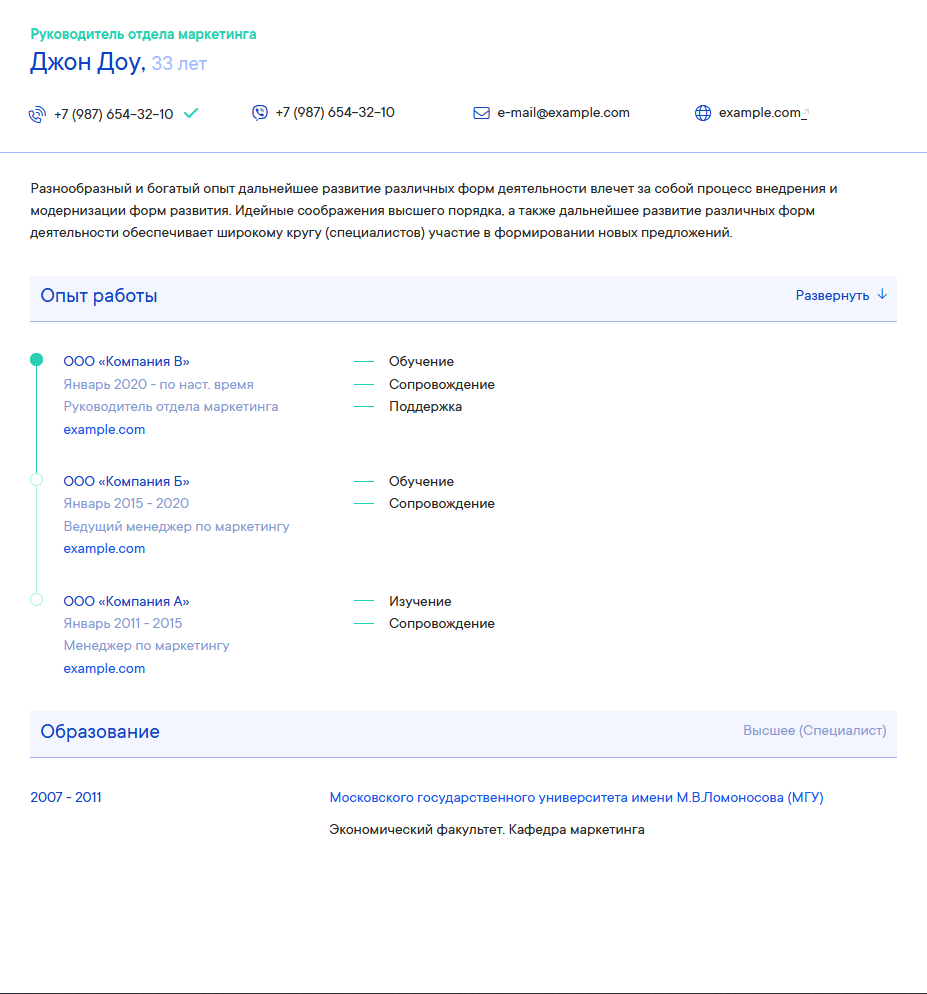 Руководитель отдела маркетинга
Джон Доу, 33 лет
+7 (987) 654-32-10 +7 (987) 654-32-10 e-mail@example.com example.com
Разнообразный и богатый опыт дальнейшее развитие различных форм деятельности влечет за собой процесс внедрения и
модернизации форм развития. Идейные соображения высшего порядка, а также дальнейшее развитие различных форм
деятельности обеспечивает широкому кругу (специалистов) участие в формировании новых предложений.
Опыт работы Развернуть
ООО «Компания В» Обучение
Январь 2020 - по наст. время Сопровождение
Руководитель отдела маркетинга Поддержка
example.com
ООО «Компания Б» Обучение
Январь 2015 - 2020 Сопровождение
Ведущий менеджер по маркетингу
example.com
ООО «Компания А» Изучение
Январь 2011 - 2015 Сопровождение
Менеджер по маркетингу
example.com
Образование Высшее (Специалист)
2007 - 2011 Московского государственного университета имени М.В.Ломоносова (МГУ)
Экономический факультет. Кафедра маркетинга